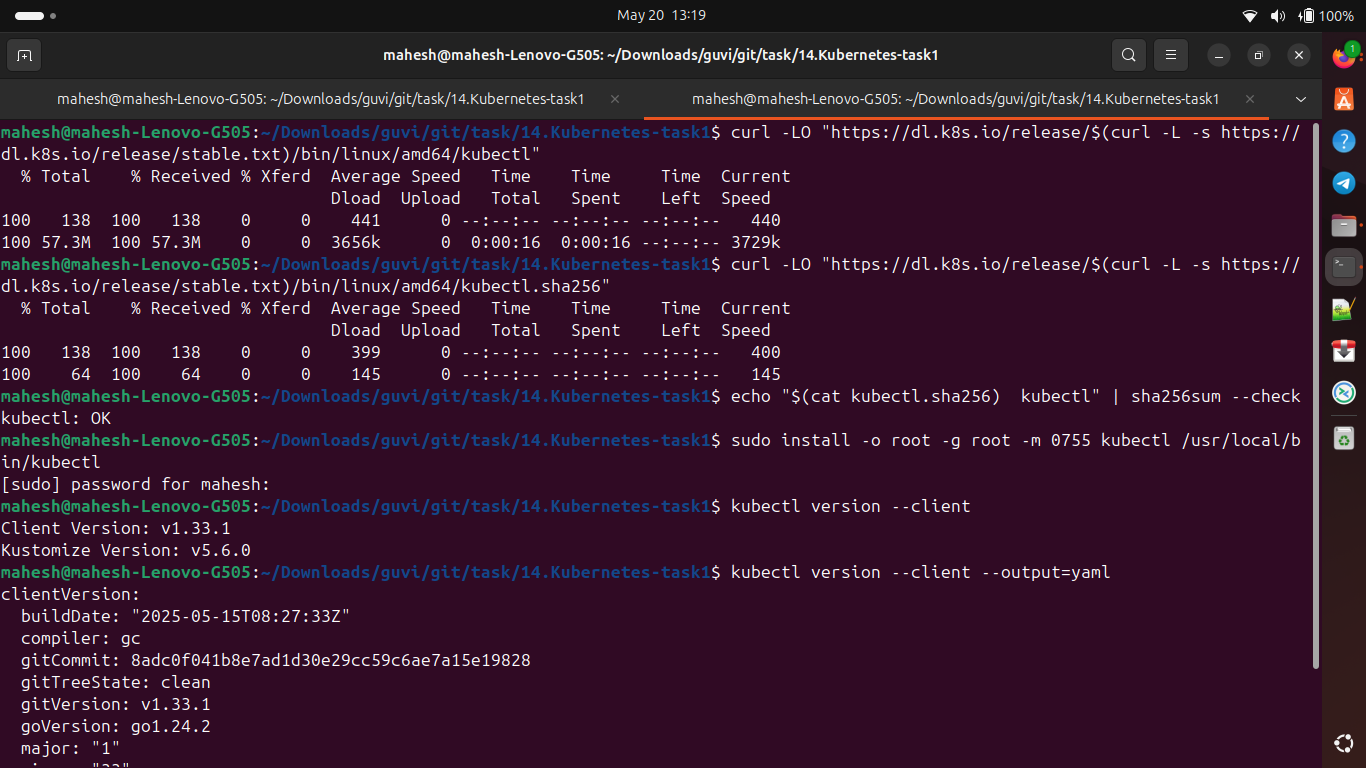 May 20 13:19
100%
mahesh@mahesh-Lenovo-G505: ~/Downloads/guvi/git/task/14.Kubernetes-task1
1
mahesh@mahesh-Lenovo-G505: ~/Downloads/guvi/git/task/14.Kubernetes-task1
mahesh@mahesh-Lenovo-G505: ~/Downloads/guvi/git/task/14.Kubernetes-task1
mahesh@mahesh-Lenovo-G505:~/Downloads/guvi/git/task/14.Kubernetes-task1$ curl -LO "https://dl.k8s.io/release/$(curl -L -s https://
dl.k8s.io/release/stable.txt)/bin/linux/amd64/kubectl"
  % Total    % Received % Xferd  Average Speed   Time    Time     Time  Current
                                 Dload  Upload   Total   Spent    Left  Speed
100   138  100   138    0     0    441      0 --:--:-- --:--:-- --:--:--   440
100 57.3M  100 57.3M    0     0  3656k      0  0:00:16  0:00:16 --:--:-- 3729k
mahesh@mahesh-Lenovo-G505:~/Downloads/guvi/git/task/14.Kubernetes-task1$ curl -LO "https://dl.k8s.io/release/$(curl -L -s https://
dl.k8s.io/release/stable.txt)/bin/linux/amd64/kubectl.sha256"
  % Total    % Received % Xferd  Average Speed   Time    Time     Time  Current
                                 Dload  Upload   Total   Spent    Left  Speed
100   138  100   138    0     0    399      0 --:--:-- --:--:-- --:--:--   400
100    64  100    64    0     0    145      0 --:--:-- --:--:-- --:--:--   145
mahesh@mahesh-Lenovo-G505:~/Downloads/guvi/git/task/14.Kubernetes-task1$ echo "$(cat kubectl.sha256)  kubectl" | sha256sum --check
kubectl: OK
mahesh@mahesh-Lenovo-G505:~/Downloads/guvi/git/task/14.Kubernetes-task1$ sudo install -o root -g root -m 0755 kubectl /usr/local/b
in/kubectl
[sudo] password for mahesh:
mahesh@mahesh-Lenovo-G505:~/Downloads/guvi/git/task/14.Kubernetes-task1$ kubectl version --client
Client Version: v1.33.1
Kustomize Version: v5.6.0
mahesh@mahesh-Lenovo-G505:~/Downloads/guvi/git/task/14.Kubernetes-task1$ kubectl version --client --output=yaml
clientVersion:
  buildDate: "2025-05-15T08:27:33Z"
  compiler: gc
  gitCommit: 8adc0f041b8e7ad1d30e29cc59c6ae7a15e19828
  gitTreeState: clean
  gitVersion: v1.33.1
  goVersion: go1.24.2
  major: "1"